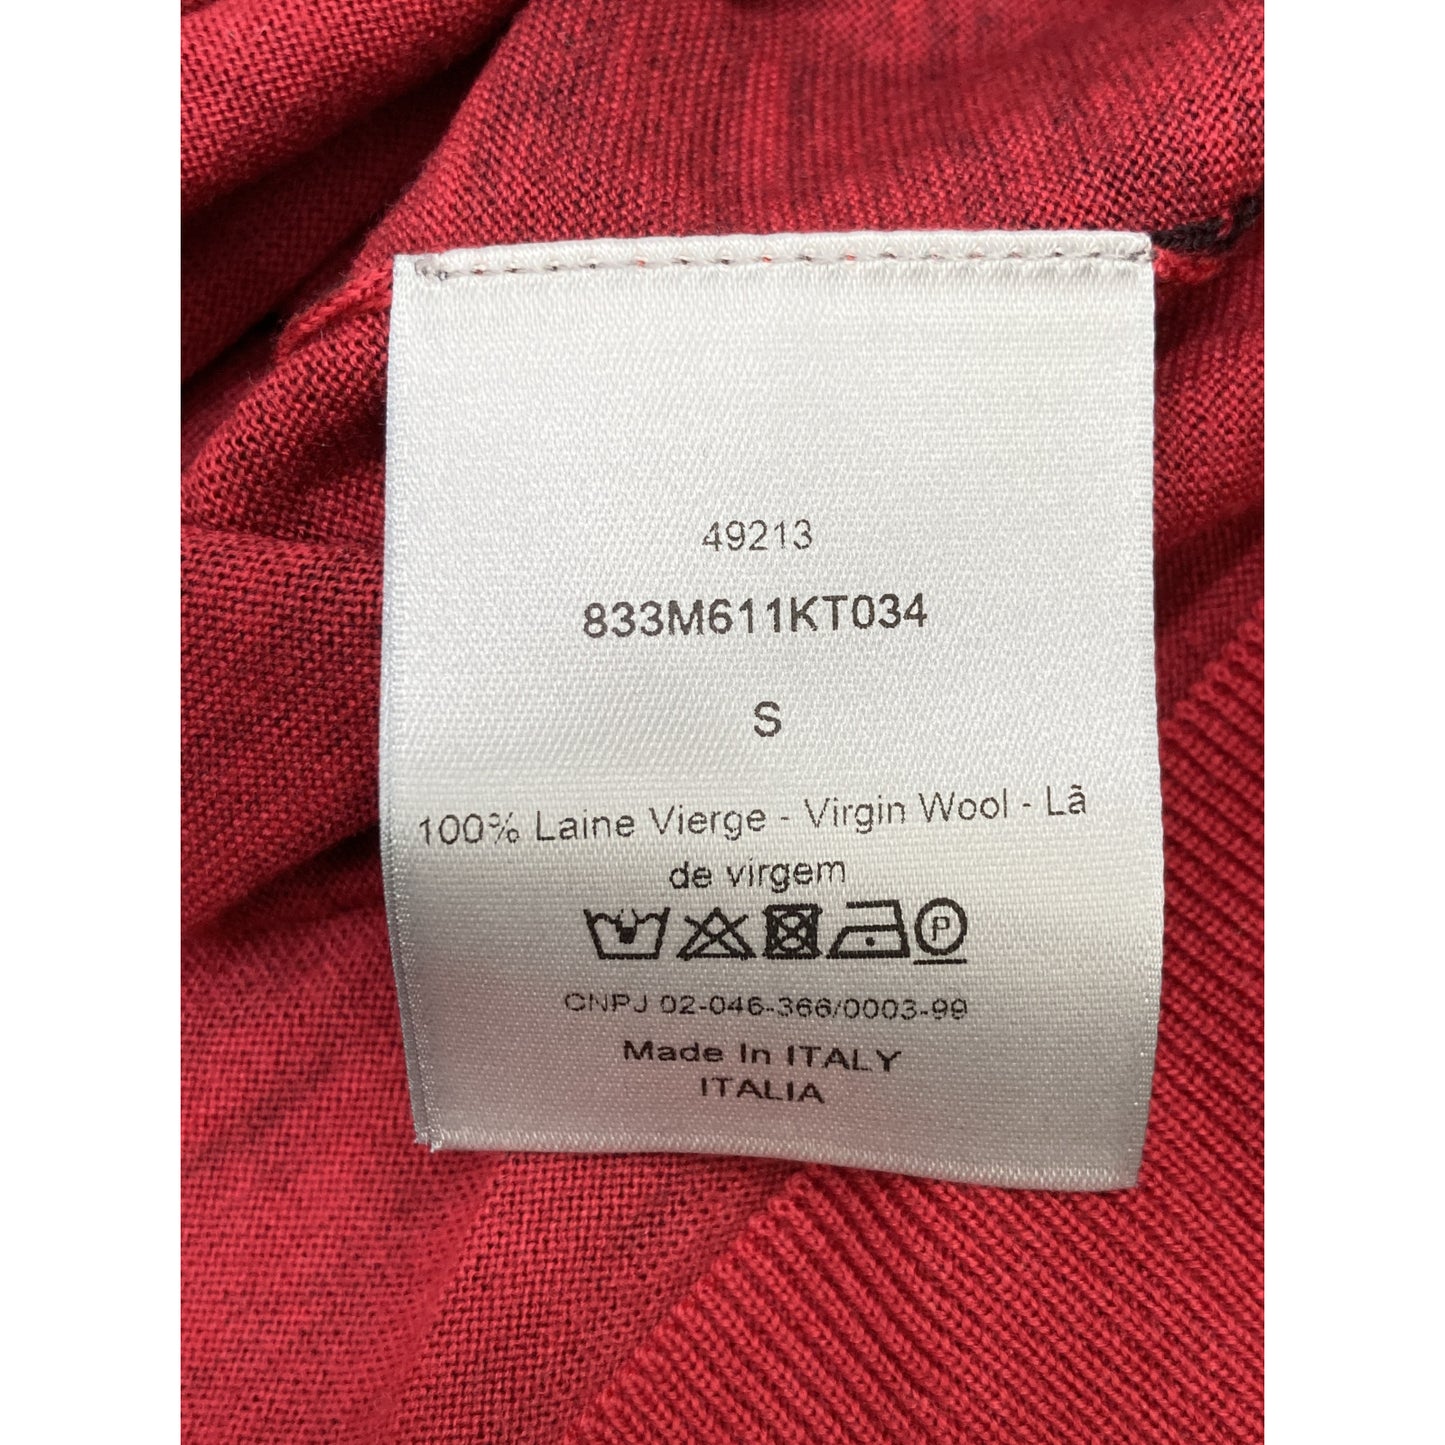 49213
833M611KT034
S
100% Laine Vierge - Virgin Wool - Lã
de virgem
P
CNPJ 02-046-366/0003-99
Made In ITALY
ITALIA